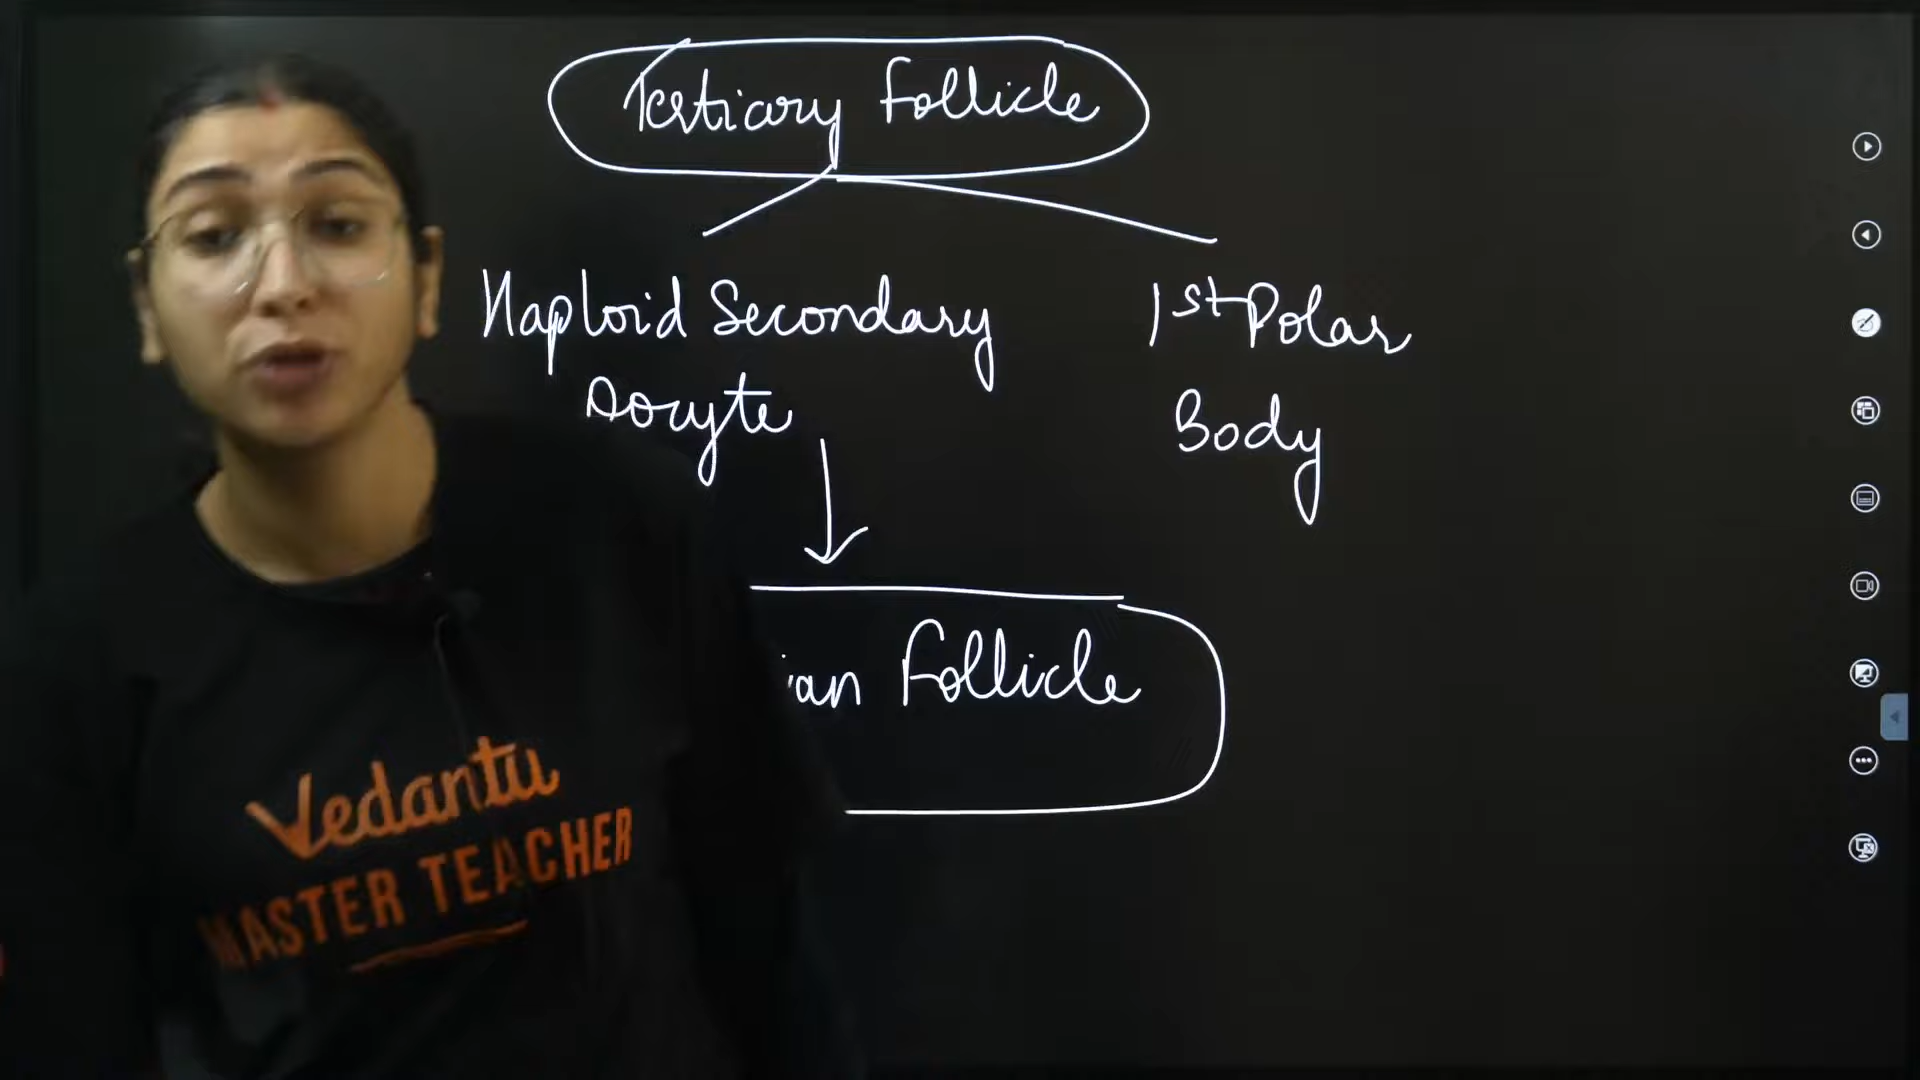 Tertiary Follicle
Haploid Secondary
Oocyte
1st Polar
Body
ian Follicle
Vedantu
MASTER TEACHER